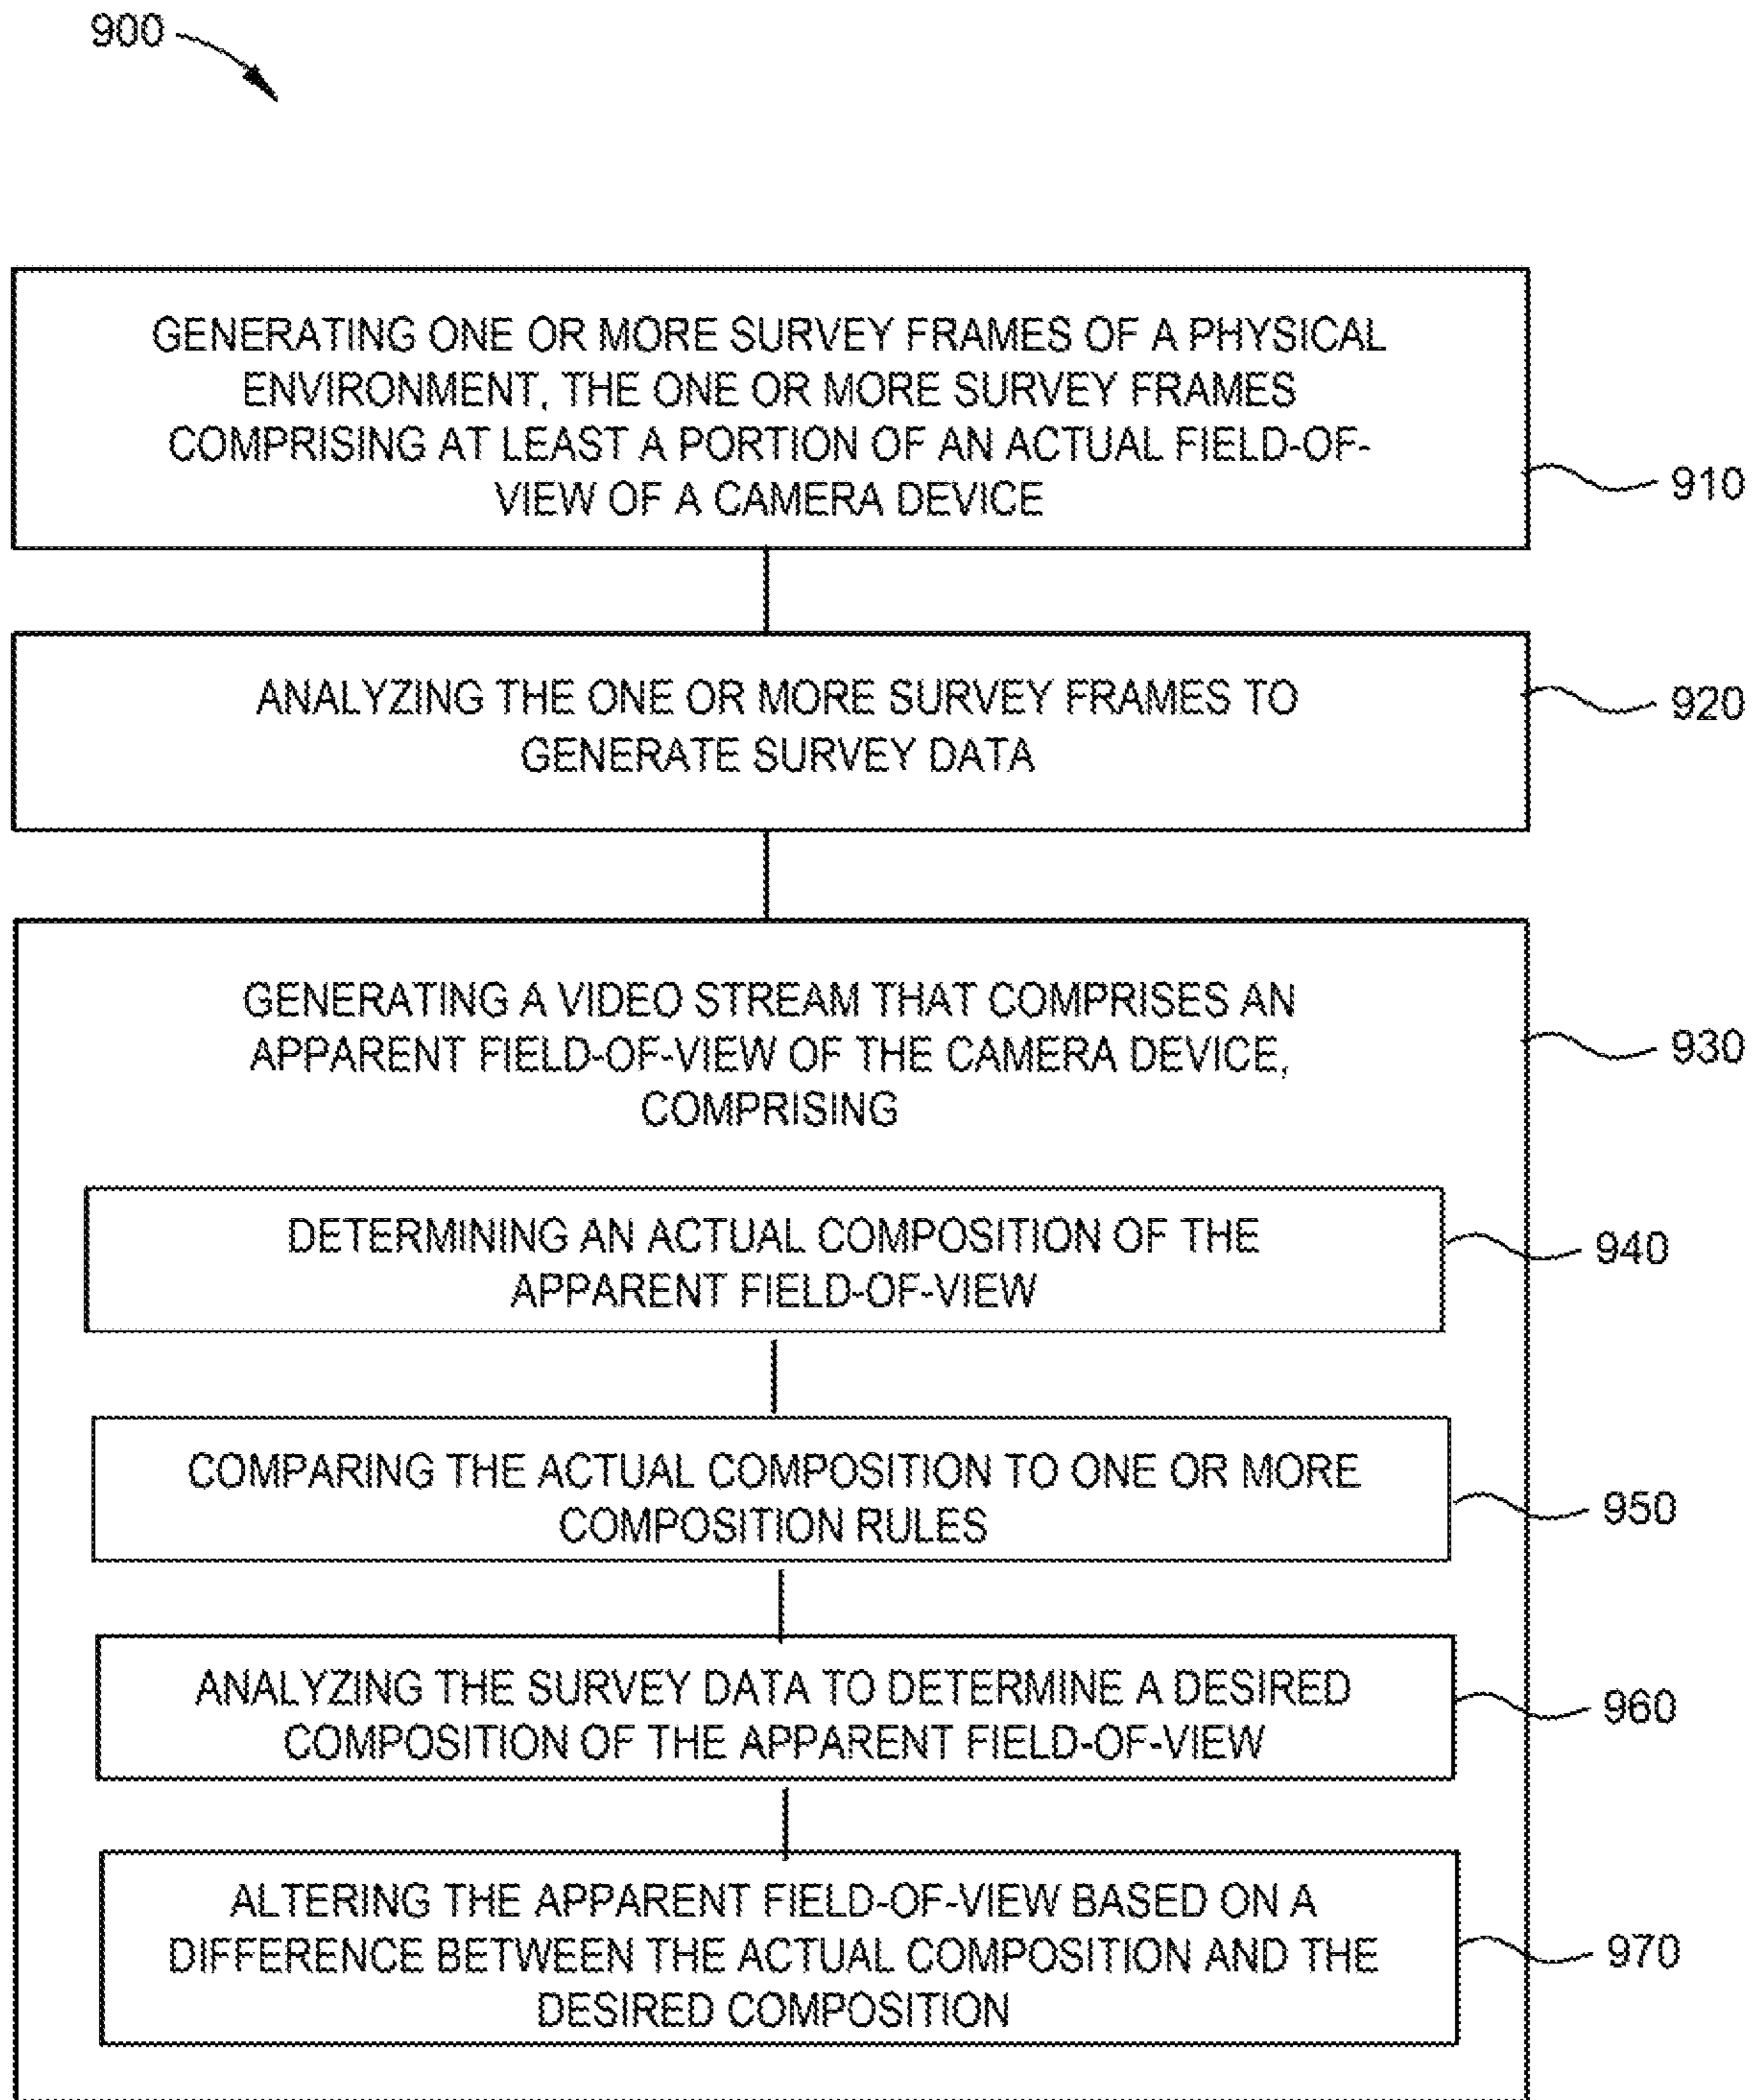 900
GENERATING ONE OR MORE SURVEY FRAMES OF A PHYSICAL
ENVIRONMENT, THE ONE OR MORE SURVEY FRAMES
COMPRISING AT LEAST A PORTION OF AN ACTUAL FIELD-OF-
VIEW OF A CAMERA DEVICE
910
ANALYZING THE ONE OR MORE SURVEY FRAMES TO
GENERATE SURVEY DATA
920
GENERATING A VIDEO STREAM THAT COMPRISES AN
APPARENT FIELD-OF-VIEW OF THE CAMERA DEVICE,
COMPRISING
930
DETERMINING AN ACTUAL COMPOSITION OF THE
APPARENT FIELD-OF-VIEW
940
COMPARING THE ACTUAL COMPOSITION TO ONE OR MORE
COMPOSITION RULES
950
ANALYZING THE SURVEY DATA TO DETERMINE A DESIRED
COMPOSITION OF THE APPARENT FIELD-OF-VIEW
960
ALTERING THE APPARENT FIELD-OF-VIEW BASED ON A
DIFFERENCE BETWEEN THE ACTUAL COMPOSITION AND THE
DESIRED COMPOSITION
970